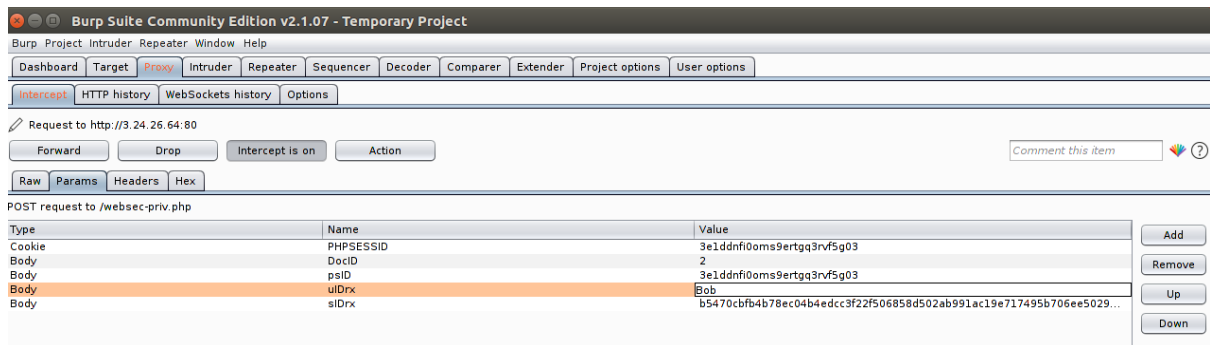 Burp Suite Community Edition v2.1.07 - Temporary Project
Burp Project Intruder Repeater Window Help
Dashboard Target Proxy Intruder Repeater Sequencer Decoder Comparer Extender Project options User options
Intercept HTTP history WebSockets history Options
Request to http://3.24.26.64:80
Forward Drop Intercept is on Action Comment this item ?
Raw Params Headers Hex
POST request to /websec-priv.php
Type Name Value Add
Cookie PHPSESSID 3e1ddnfi0oms9ertgq3rvf5g03
Body DocID 2
Body psID 3e1ddnfi0oms9ertgq3rvf5g03 Remove
Body uIDrx Bob Up
Body sIDrx b5470cbfb4b78ec04b4edcc3f22f506858d502ab991ac19e717495b706ee5029...
Down